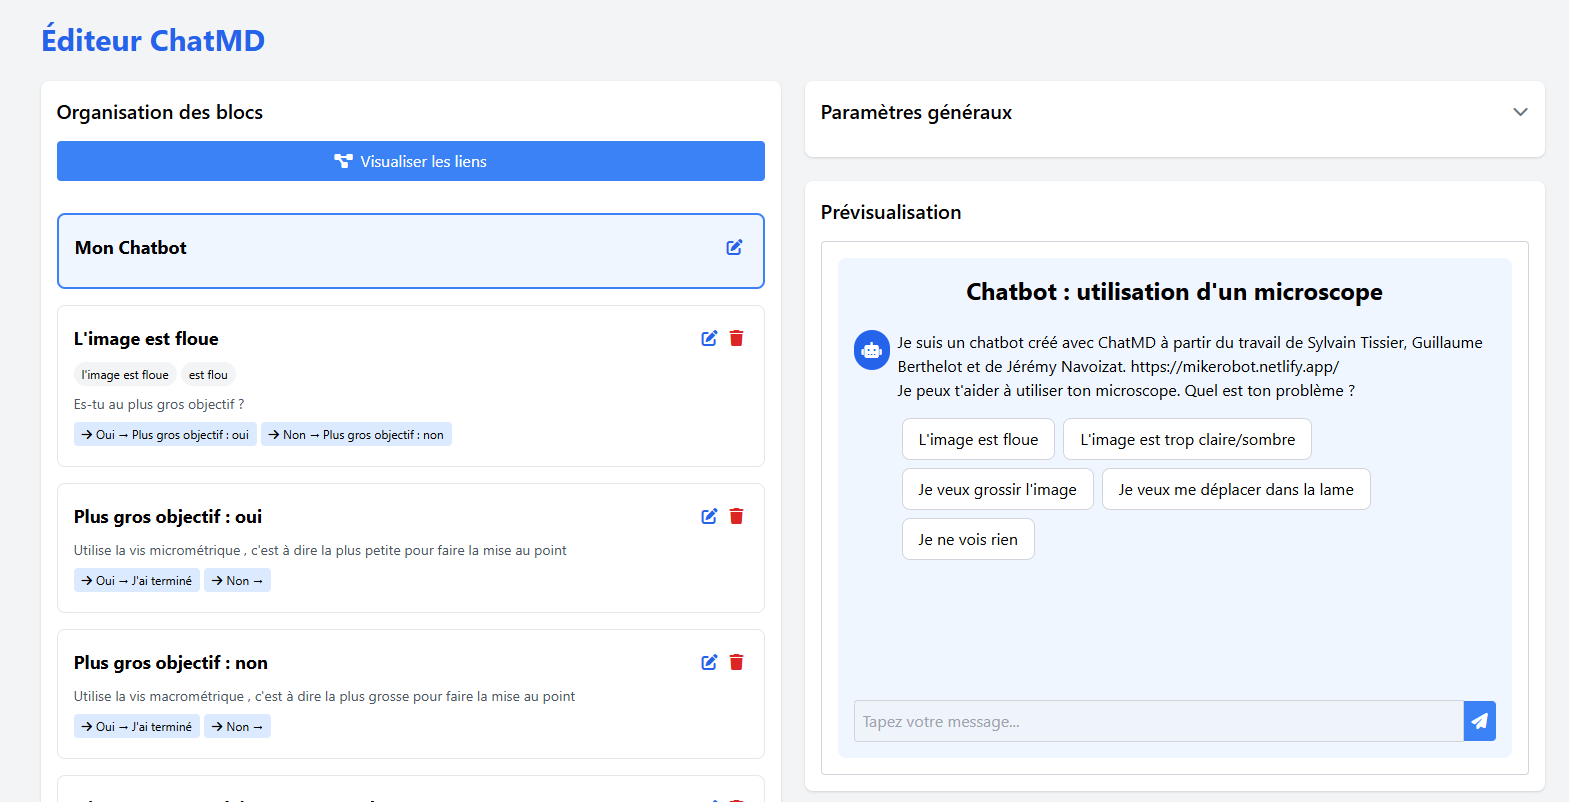 Éditeur ChatMD
Organisation des blocs
Visualiser les liens
Mon Chatbot
L'image est floue
l'image est floue est flou
Es-tu au plus gros objectif ?
→ Oui → Plus gros objectif : oui → Non → Plus gros objectif : non
Plus gros objectif : oui
Utilise la vis micrométrique , c'est à dire la plus petite pour faire la mise au point
→ Oui → J'ai terminé → Non →
Plus gros objectif : non
Utilise la vis macrométrique , c'est à dire la plus grosse pour faire la mise au point
→ Oui → J'ai terminé → Non →
Paramètres généraux
Prévisualisation
Chatbot : utilisation d'un microscope
Je suis un chatbot créé avec ChatMD à partir du travail de Sylvain Tissier, Guillaume
Berthelot et de Jérémy Navoizat. https://mikerobot.netlify.app/
Je peux t'aider à utiliser ton microscope. Quel est ton problème ?
L'image est floue L'image est trop claire/sombre
Je veux grossir l'image Je veux me déplacer dans la lame
Je ne vois rien
Tapez votre message...